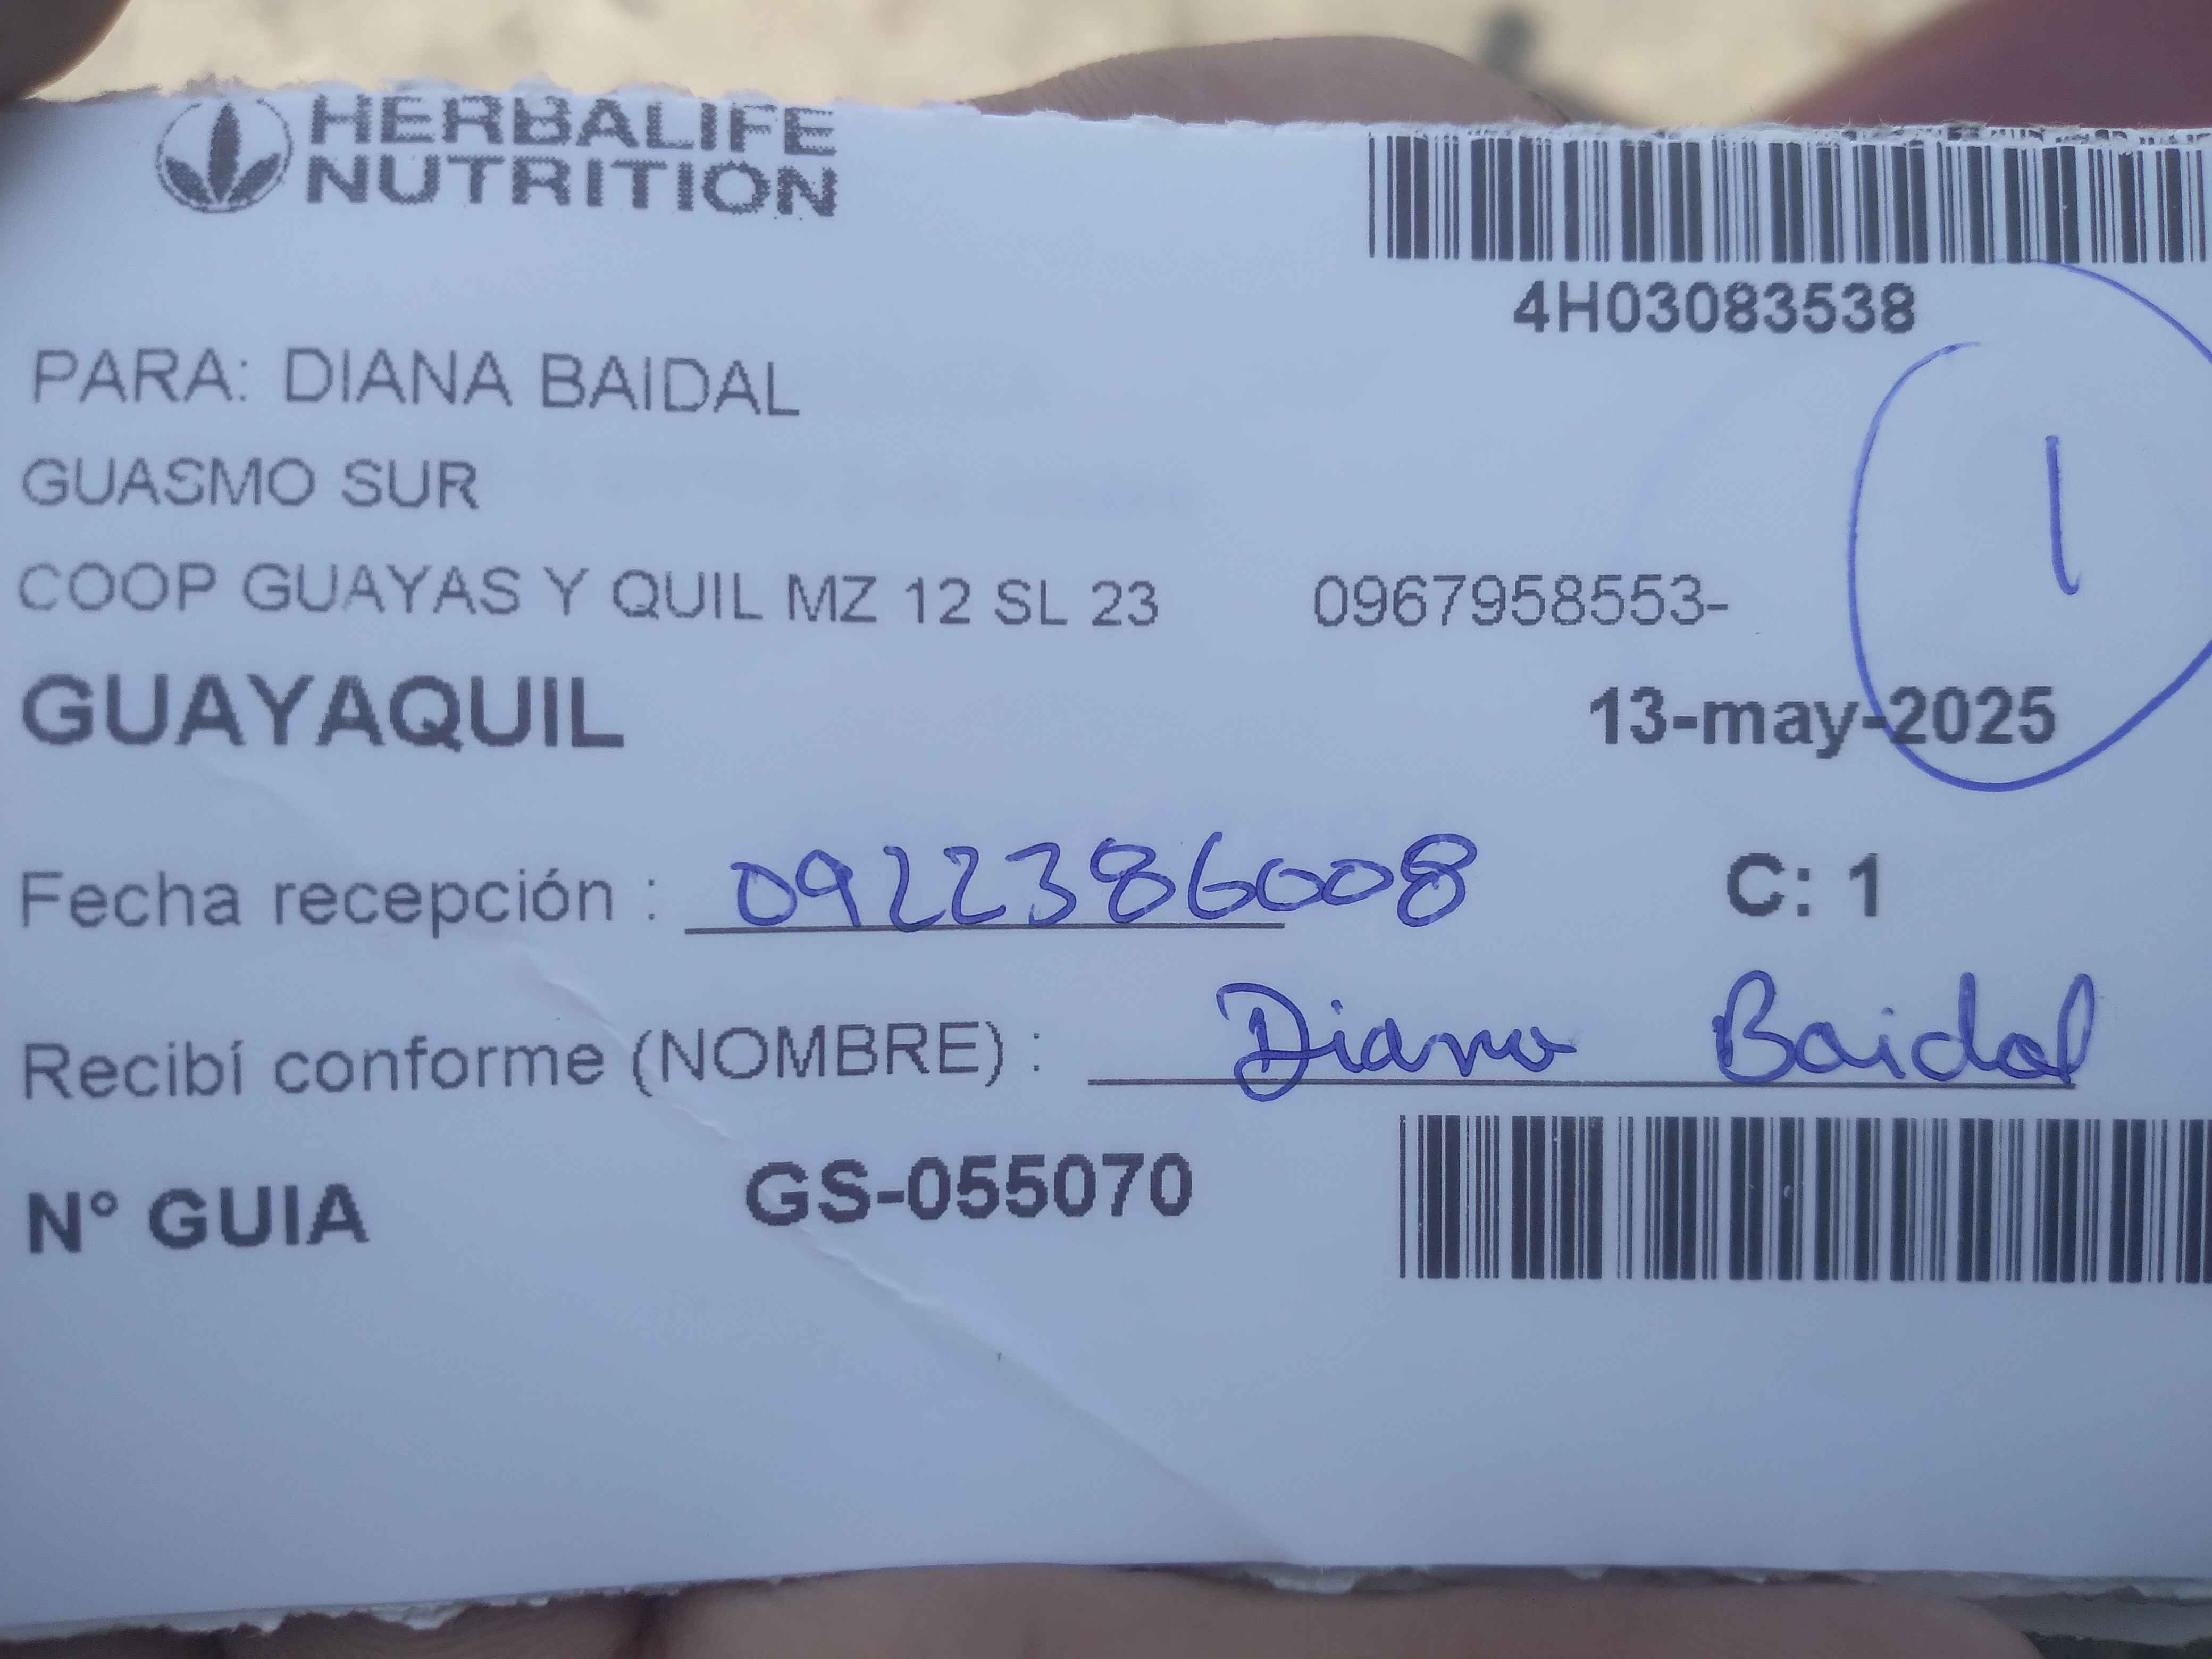 HERBALIFE
NUTRITION
4H03083538
PARA: DIANA BAIDAL
GUASMO SUR
COOP GUAYAS Y QUIL MZ 12 SL 23 0967958553-
1
GUAYAQUIL 13-may-2025
Fecha recepción : 0922386008 C: 1
Recibí conforme (NOMBRE) : Diana Baidal
N° GUIA GS-055070